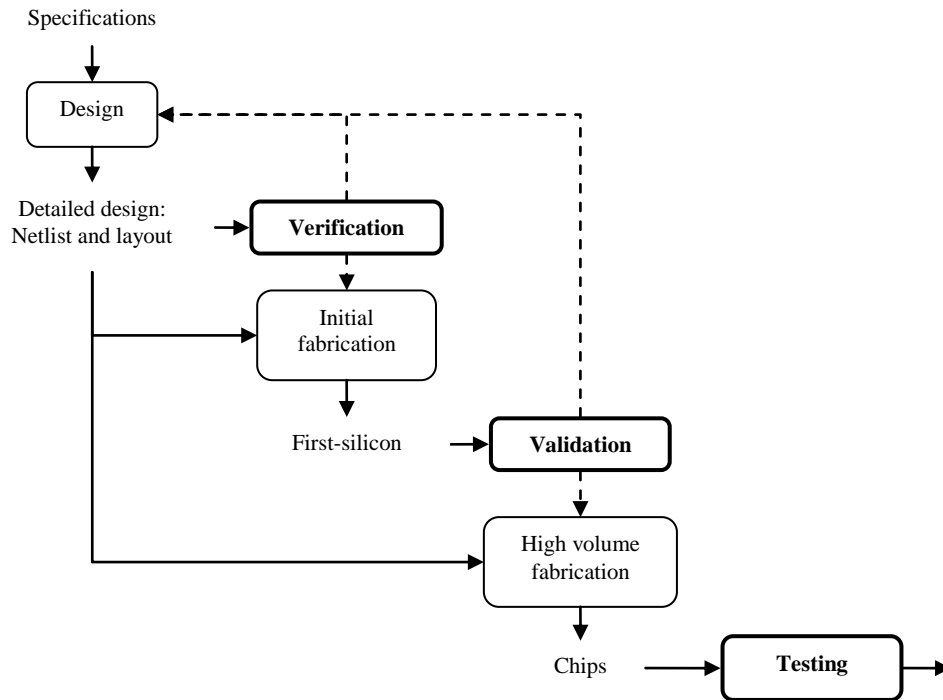 Specifications
Design
Detailed design:
Netlist and layout
Verification
Initial
fabrication
First-silicon
Validation
High volume
fabrication
Chips
Testing